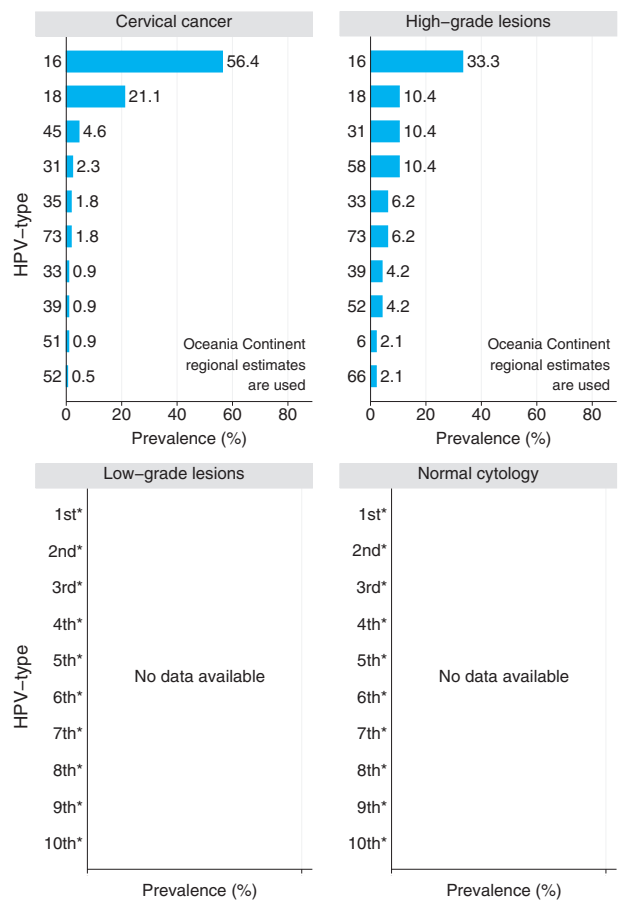 Cervical cancer
HPV−type
16 56.4
18 21.1
45 4.6
31 2.3
35 1.8
73 1.8
33 0.9
39 0.9
51 0.9
52 0.5
Oceania Continent
regional estimates
are used
0 20 40 60 80
Prevalence (%)
High−grade lesions
16 33.3
18 10.4
31 10.4
58 10.4
33 6.2
73 6.2
39 4.2
52 4.2
6 2.1
66 2.1
Oceania Continent
regional estimates
are used
0 20 40 60 80
Prevalence (%)
Low−grade lesions
HPV−type
1st*
2nd*
3rd*
4th*
5th*
6th*
7th*
8th*
9th*
10th*
No data available
Prevalence (%)
Normal cytology
1st*
2nd*
3rd*
4th*
5th*
6th*
7th*
8th*
9th*
10th*
No data available
Prevalence (%)